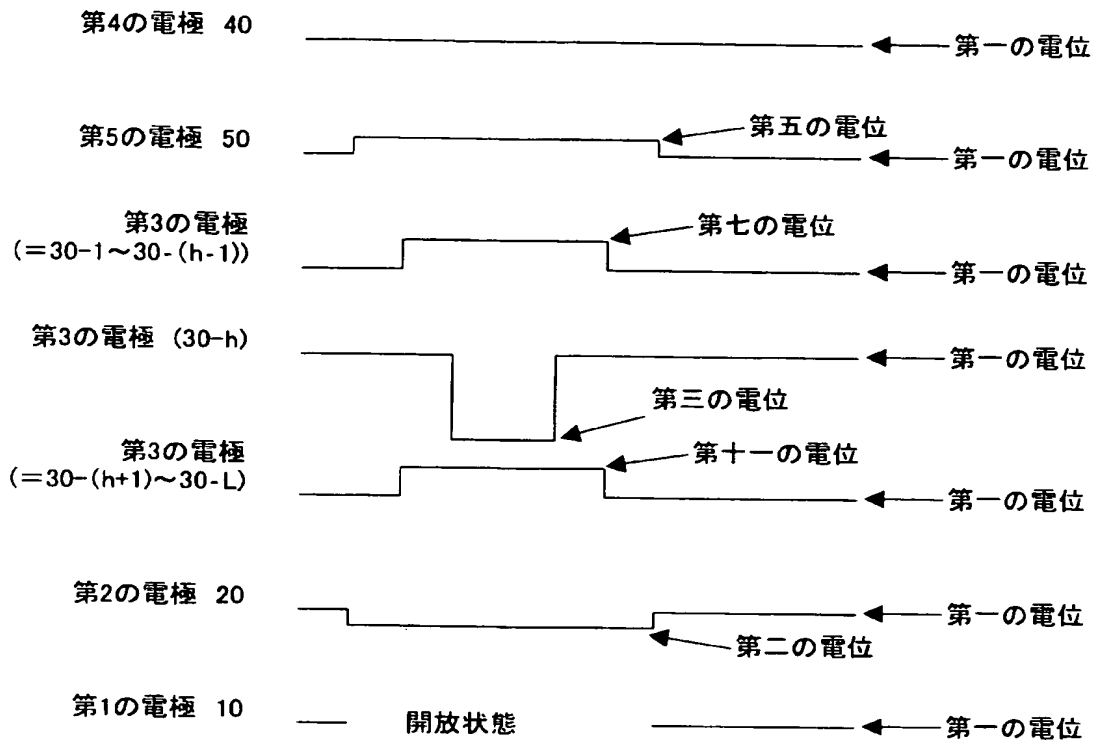 第4の電極 40
第一の電位
第5の電極 50
第五の電位
第一の電位
第3の電極
(=30-1～30-(h-1))
第七の電位
第一の電位
第3の電極 (30-h)
第一の電位
第三の電位
第3の電極
(=30-(h+1)～30-L)
第十一の電位
第一の電位
第2の電極 20
第一の電位
第二の電位
第1の電極 10
開放状態
第一の電位